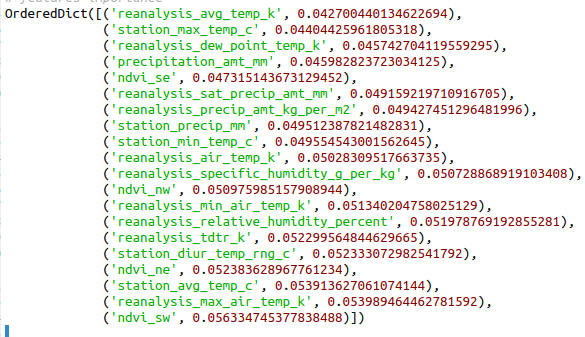 OrderedDict([('reanalysis_avg_temp_k', 0.042700440134622694),
('station_max_temp_c', 0.04404425961805318),
('reanalysis_dew_point_temp_k', 0.045742704119559295),
('precipitation_amt_mm', 0.045982823723034125),
('ndvi_se', 0.047315143673129452),
('reanalysis_sat_precip_amt_mm', 0.049159219710916705),
('reanalysis_precip_amt_kg_per_m2', 0.049427451296481996),
('station_precip_mm', 0.049512387821482831),
('station_min_temp_c', 0.049554543001562645),
('reanalysis_air_temp_k', 0.05028309517663735),
('reanalysis_specific_humidity_g_per_kg', 0.050728868919103408),
('ndvi_nw', 0.050975985157908944),
('reanalysis_min_air_temp_k', 0.051340204758025129),
('reanalysis_relative_humidity_percent', 0.051978769192855281),
('reanalysis_tdtr_k', 0.052299564844629665),
('station_diur_temp_rng_c', 0.052333072982541792),
('ndvi_ne', 0.052383628967761234),
('station_avg_temp_c', 0.053913627061074144),
('reanalysis_max_air_temp_k', 0.053989464462781592),
('ndvi_sw', 0.056334745377838488)])